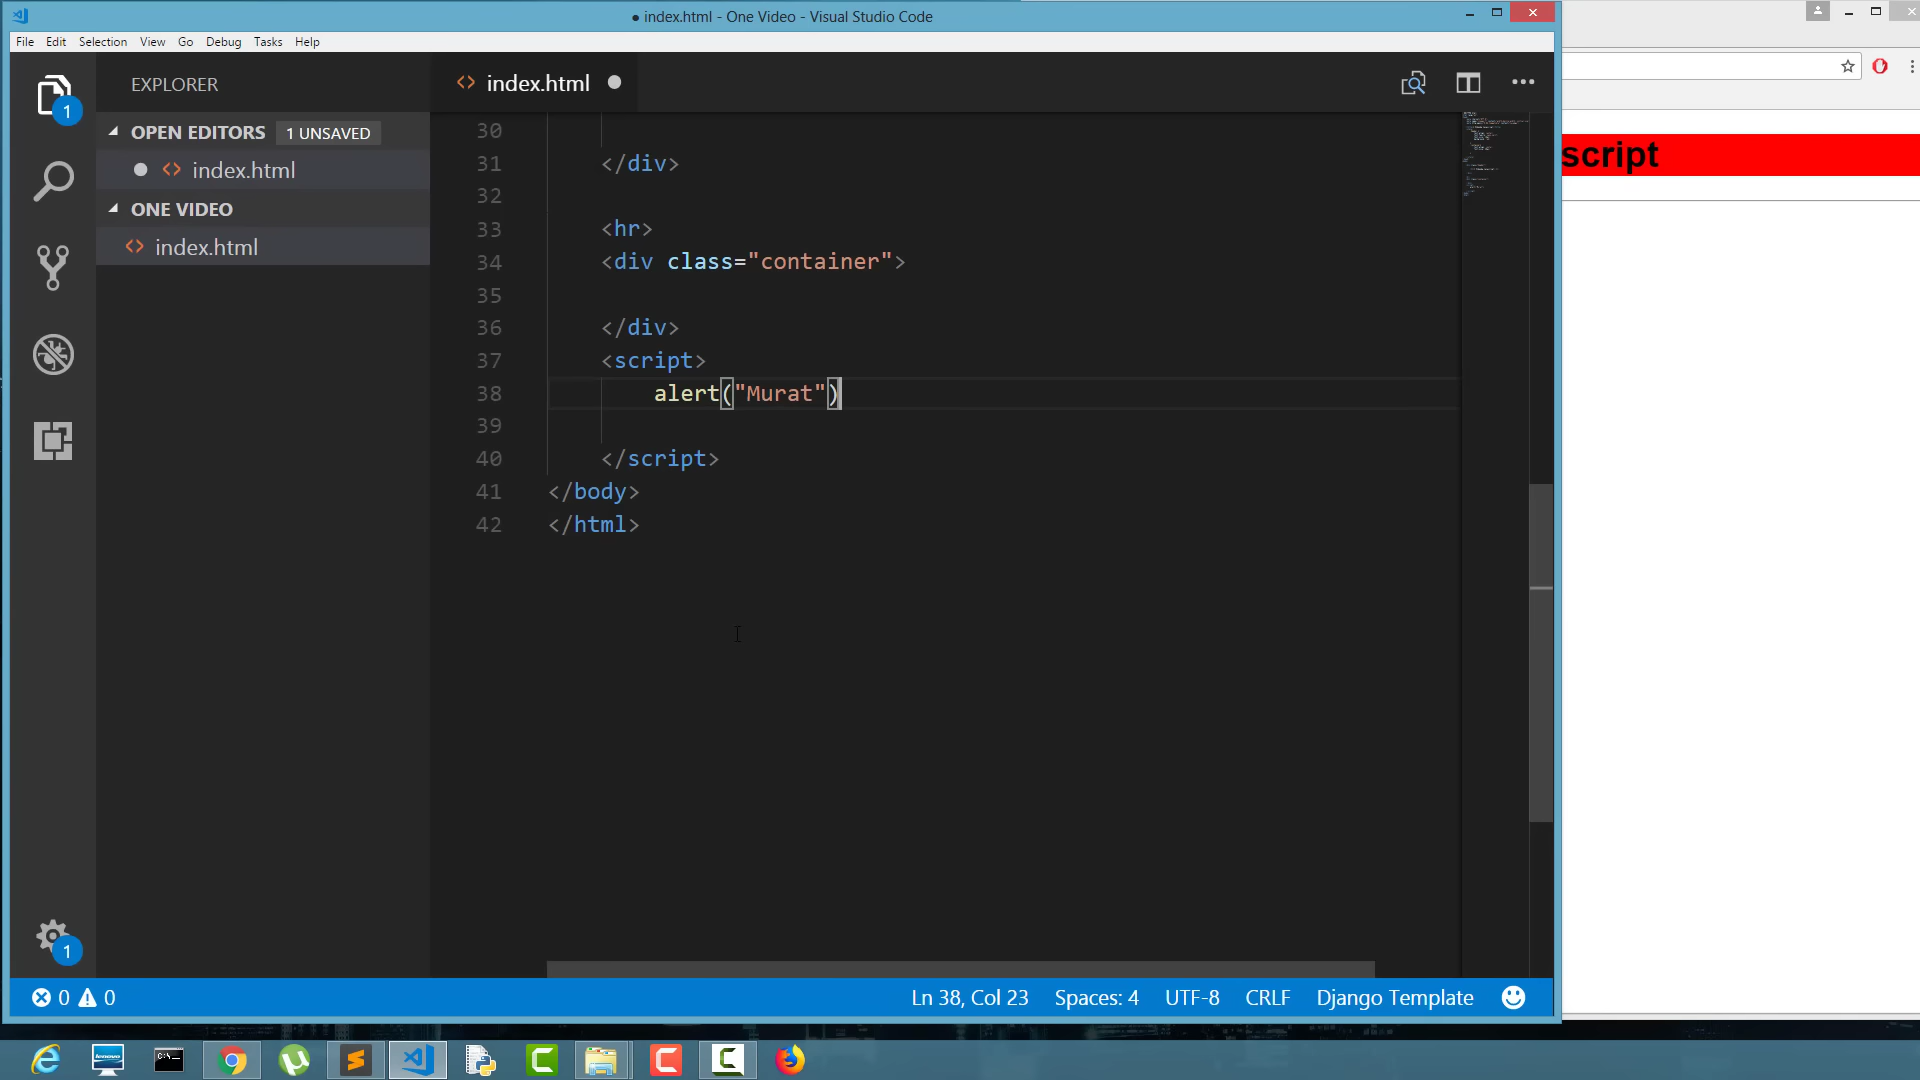 ● index.html - One Video - Visual Studio Code
File Edit Selection View Go Debug Tasks Help
EXPLORER
OPEN EDITORS 1 UNSAVED
index.html
ONE VIDEO
index.html
index.html
30
31 </div>
32
33 <hr>
34 <div class="container">
35
36 </div>
37 <script>
38 alert("Murat")
39
40 </script>
41 </body>
42 </html>
script
1
1
0 0
Ln 38, Col 23 Spaces: 4 UTF-8 CRLF Django Template
lenovo
C:\_